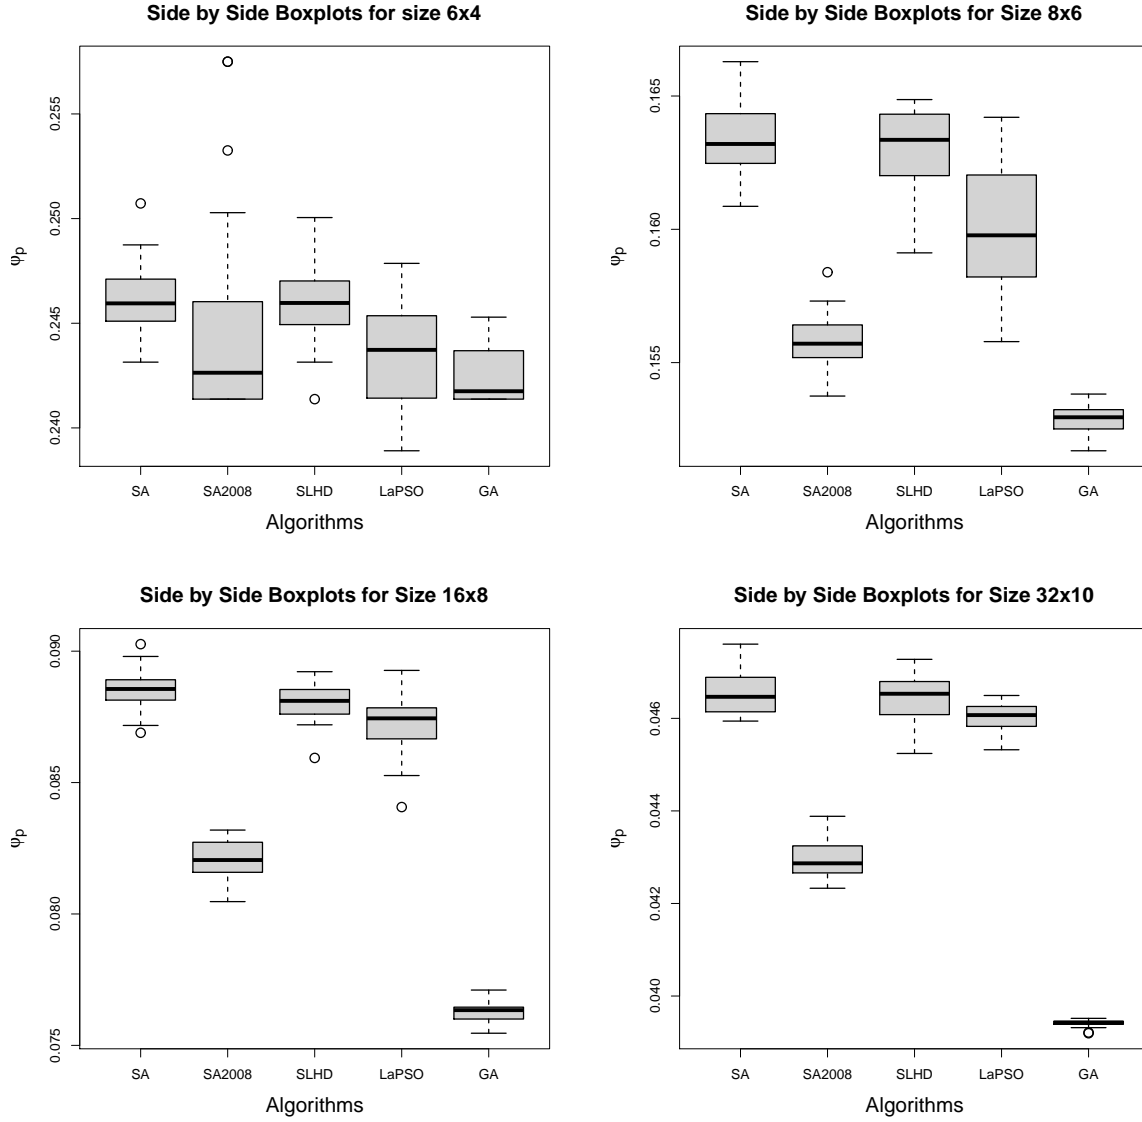 Side by Side Boxplots for size 6x4
0.240
0.245
0.250
0.255
φp
SA
SA2008
SLHD
LaPSO
GA
Algorithms
Side by Side Boxplots for Size 8x6
0.155
0.160
0.165
φp
SA
SA2008
SLHD
LaPSO
GA
Algorithms
Side by Side Boxplots for Size 16x8
0.075
0.080
0.085
0.090
φp
SA
SA2008
SLHD
LaPSO
GA
Algorithms
Side by Side Boxplots for Size 32x10
0.040
0.042
0.044
0.046
φp
SA
SA2008
SLHD
LaPSO
GA
Algorithms